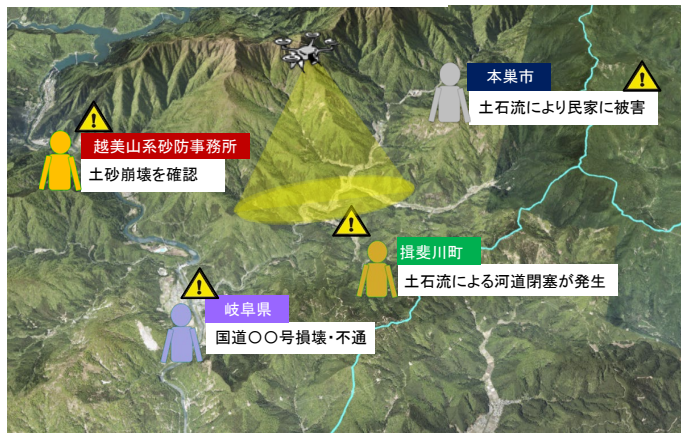 本巣市
土石流により民家に被害
越美山系砂防事務所
土砂崩壊を確認
揖斐川町
土石流による河道閉塞が発生
岐阜県
国道〇〇号損壊・不通